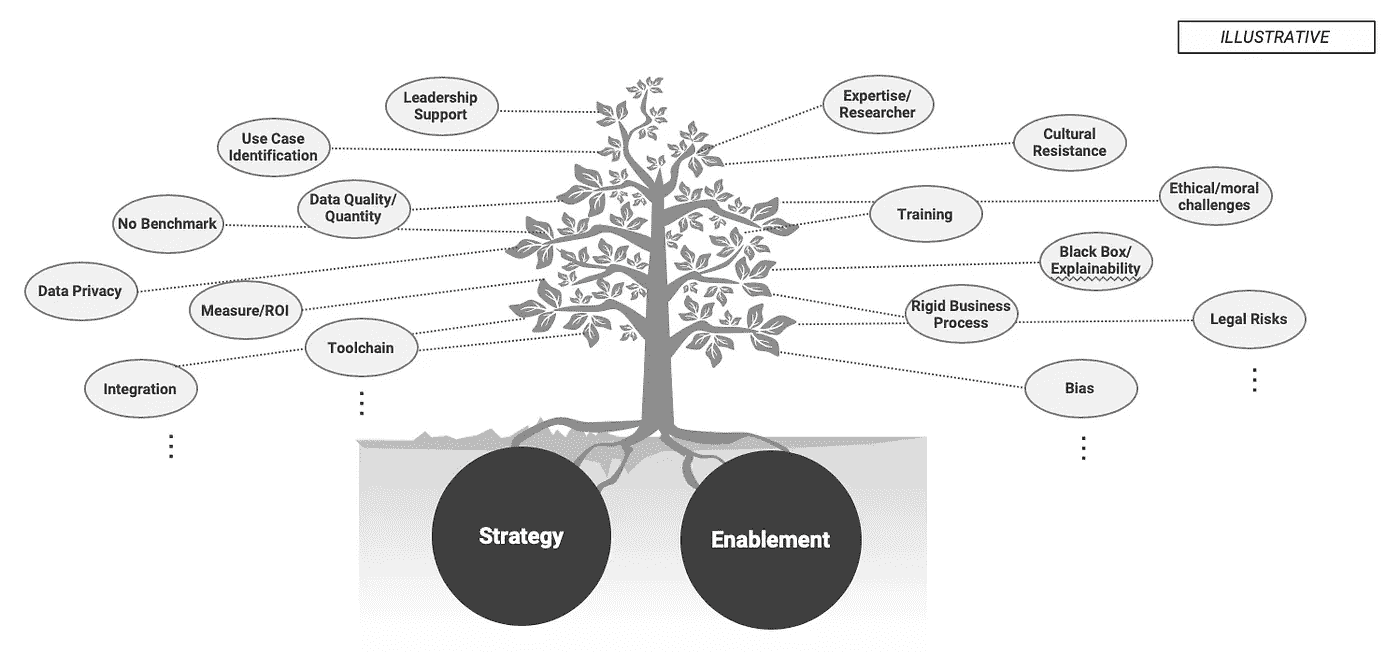 ILLUSTRATIVE
Leadership
Support
Expertise/
Researcher
Use Case
Identification
Cultural
Resistance
Data Quality/
Quantity
Ethical/moral
challenges
No Benchmark
Training
Black Box/
Explainability
Data Privacy
Measure/ROI
Rigid Business
Process
Legal Risks
Toolchain
Integration
Bias
Strategy
Enablement